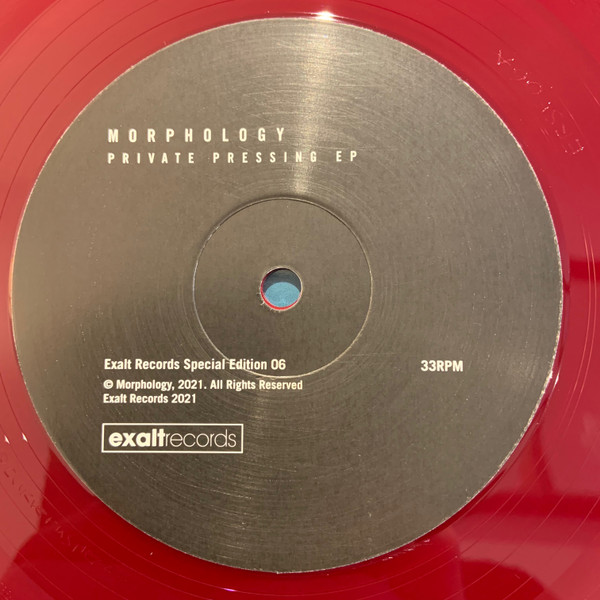 MORPHOLOGY
PRIVATE PRESSING EP
Exalt Records Special Edition 06
33RPM
© Morphology, 2021. All Rights Reserved
Exalt Records 2021
exaltrecords